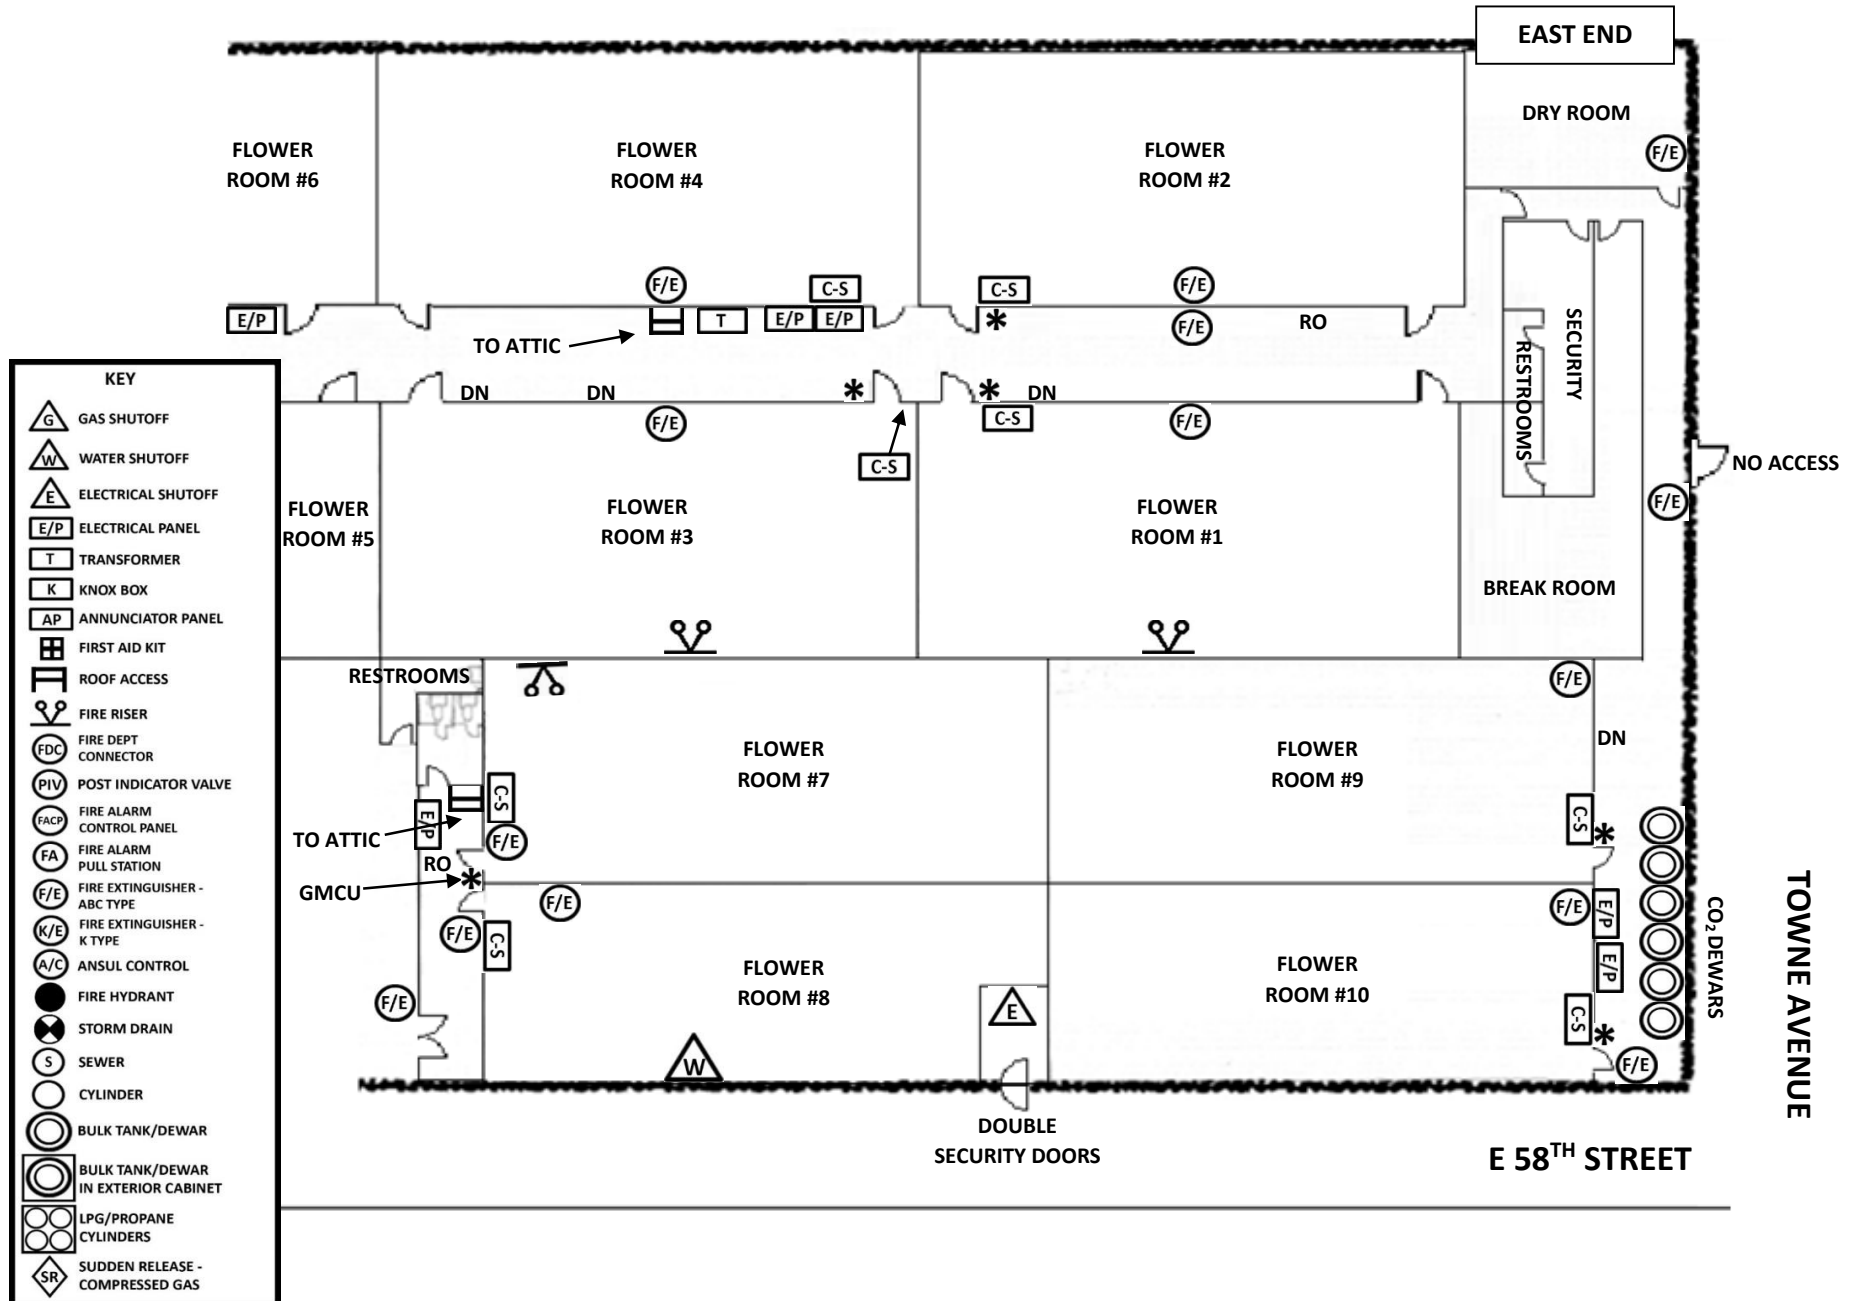 EAST END
DRY ROOM
F/E
FLOWER
ROOM #6
FLOWER
ROOM #4
FLOWER
ROOM #2
F/E
C-S
C-S
F/E
E/P
T
E/P
E/P
*
F/E
RO
TO ATTIC
SECURITY
RESTROOMS
DN
DN
*
*
DN
F/E
C-S
F/E
C-S
NO ACCESS
F/E
FLOWER
ROOM #5
FLOWER
ROOM #3
FLOWER
ROOM #1
BREAK ROOM
RESTROOMS
F/E
FLOWER
ROOM #7
FLOWER
ROOM #9
DN
C-S
E/P
TO ATTIC
F/E
C-S
*
RO
GMCU
*
F/E
F/E
C-S
F/E
E/P
E/P
CO₂ DEWARS
TOWNE AVENUE
FLOWER
ROOM #8
FLOWER
ROOM #10
F/E
E
C-S
*
W
F/E
DOUBLE
SECURITY DOORS
E 58TH STREET
KEY
G GAS SHUTOFF
W WATER SHUTOFF
E ELECTRICAL SHUTOFF
E/P ELECTRICAL PANEL
T TRANSFORMER
K KNOX BOX
AP ANNUNCIATOR PANEL
FIRST AID KIT
ROOF ACCESS
FIRE RISER
FDC FIRE DEPT
CONNECTOR
PIV POST INDICATOR VALVE
FACP FIRE ALARM
CONTROL PANEL
FA FIRE ALARM
PULL STATION
F/E FIRE EXTINGUISHER -
ABC TYPE
K/E FIRE EXTINGUISHER -
K TYPE
A/C ANSUL CONTROL
FIRE HYDRANT
STORM DRAIN
S SEWER
CYLINDER
BULK TANK/DEWAR
BULK TANK/DEWAR
IN EXTERIOR CABINET
LPG/PROPANE
CYLINDERS
SR SUDDEN RELEASE -
COMPRESSED GAS